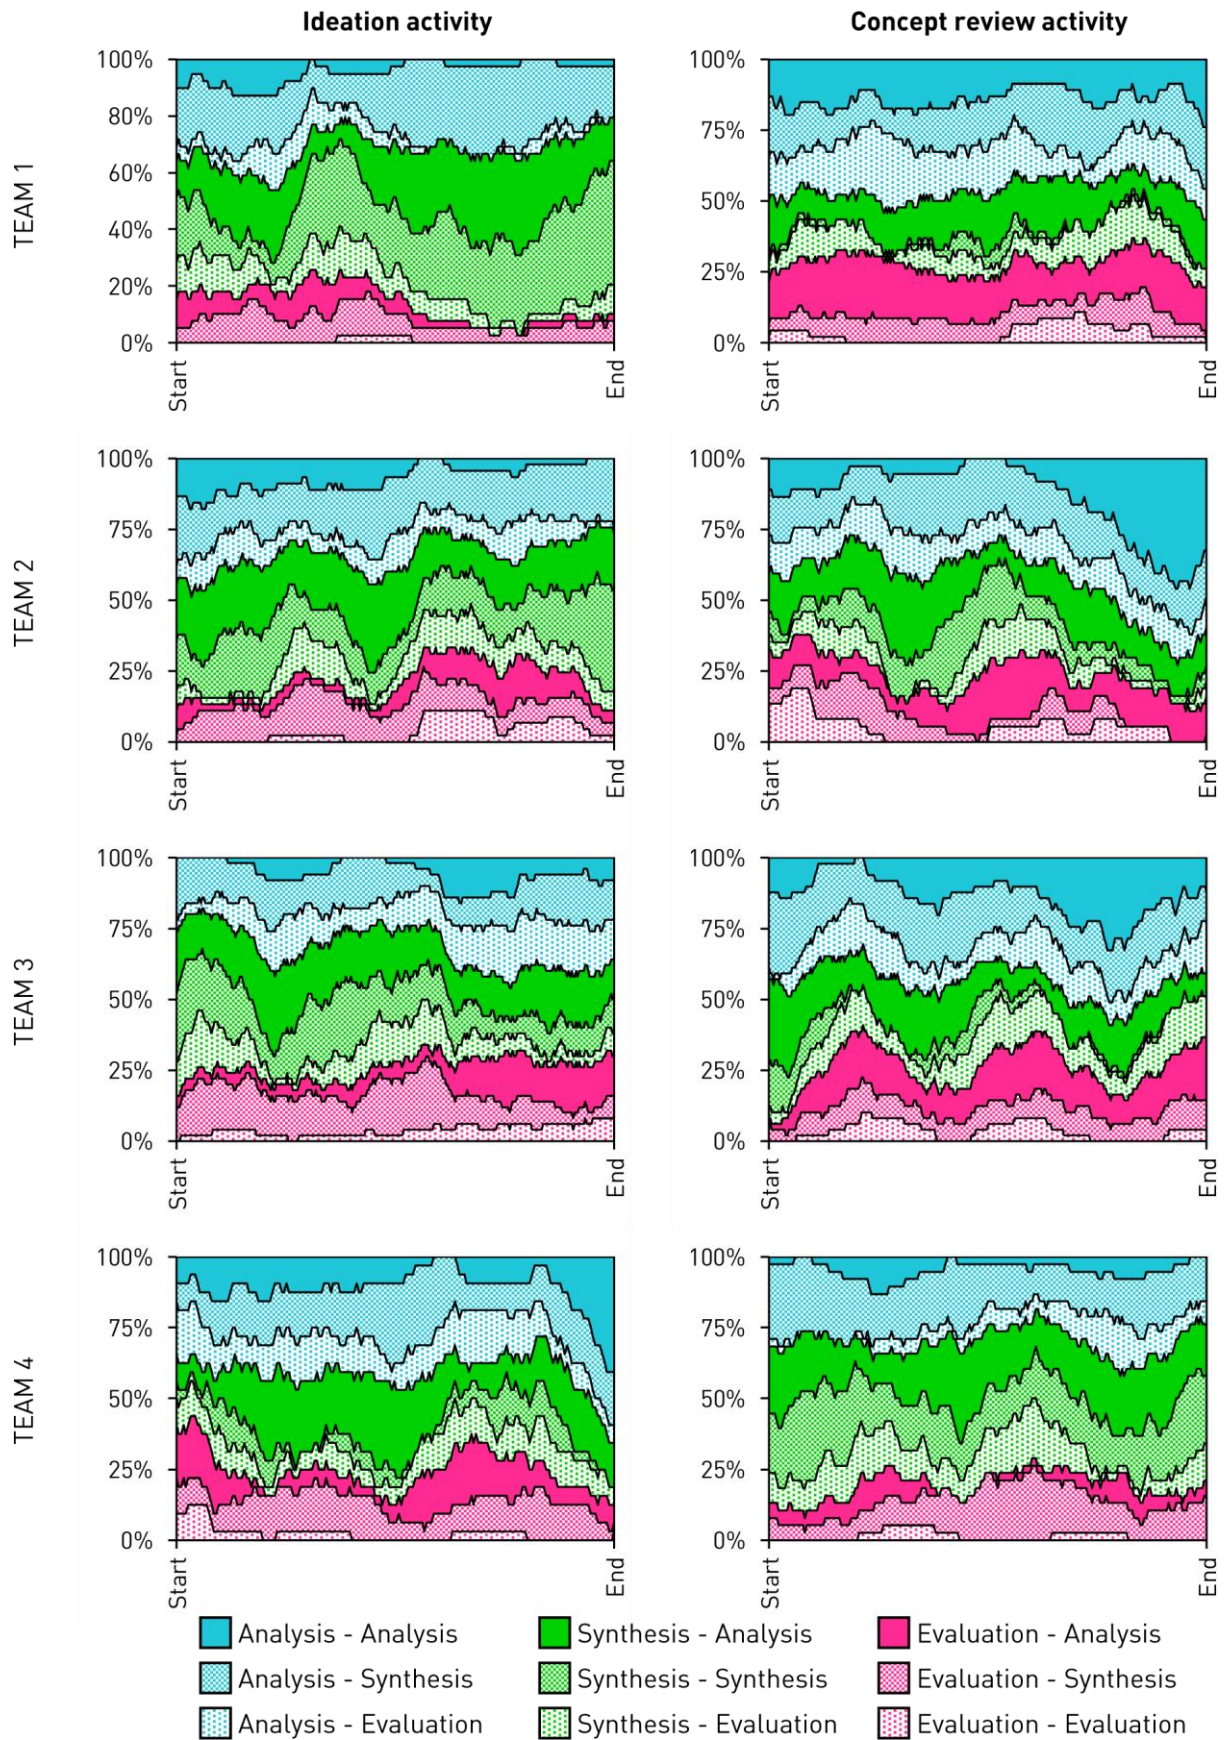 Ideation activity
Concept review activity
TEAM 1
100%
80%
60%
40%
20%
0%
Start
End
100%
75%
50%
25%
0%
Start
End
TEAM 2
100%
75%
50%
25%
0%
Start
End
100%
75%
50%
25%
0%
Start
End
TEAM 3
100%
75%
50%
25%
0%
Start
End
100%
75%
50%
25%
0%
Start
End
TEAM 4
100%
75%
50%
25%
0%
Start
End
100%
75%
50%
25%
0%
Start
End
Analysis - Analysis
Synthesis - Analysis
Evaluation - Analysis
Analysis - Synthesis
Synthesis - Synthesis
Evaluation - Synthesis
Analysis - Evaluation
Synthesis - Evaluation
Evaluation - Evaluation